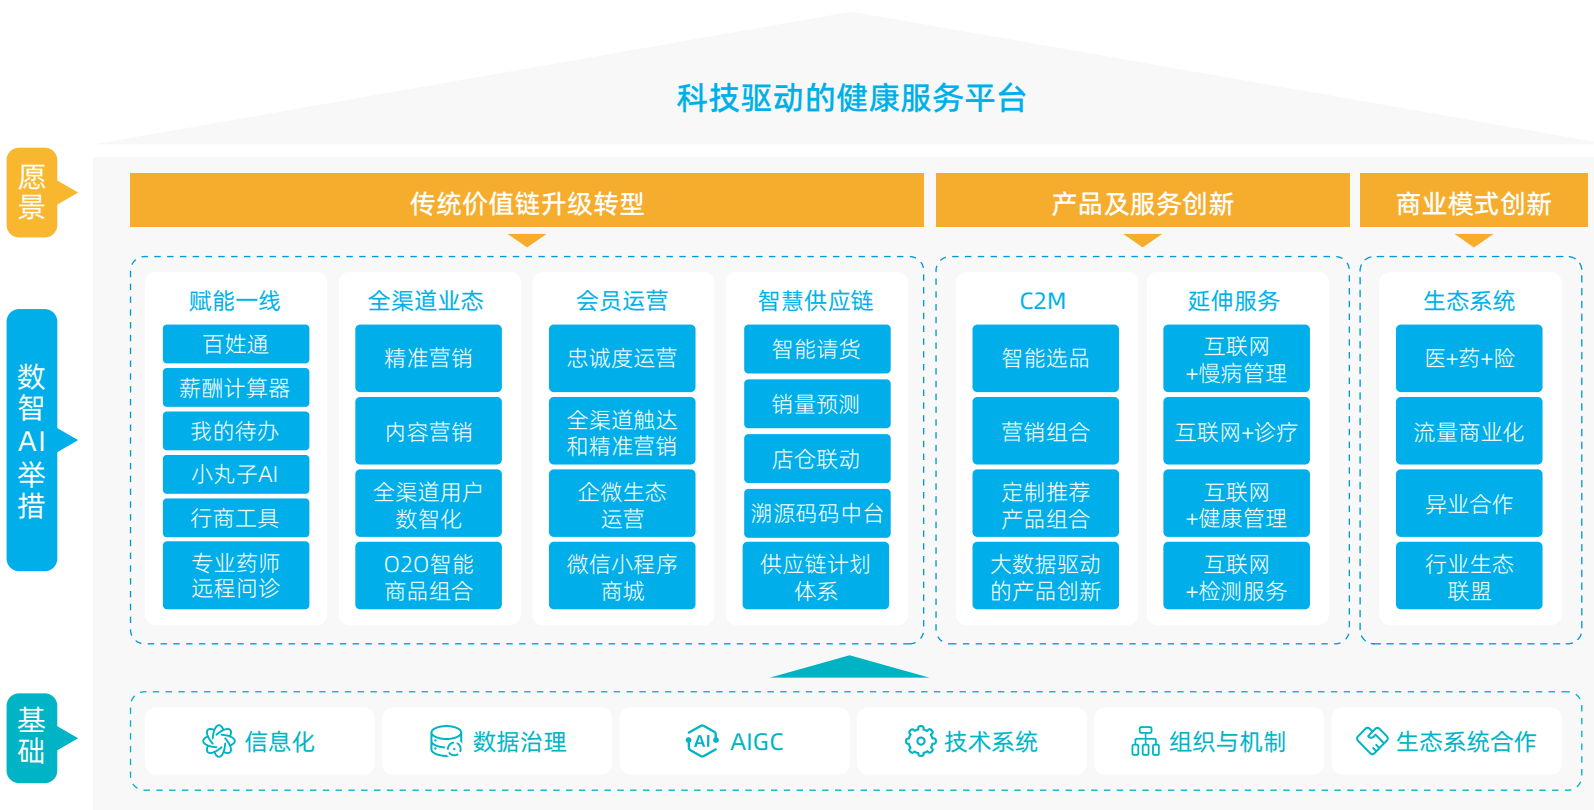 科技驱动的健康服务平台
愿景
传统价值链升级转型
产品及服务创新
商业模式创新
数智AI举措
赋能一线
百姓通
薪酬计算器
我的待办
小丸子AI
行商工具
专业药师
远程问诊
全渠道业态
精准营销
内容营销
全渠道用户
数智化
O2O智能
商品组合
会员运营
忠诚度运营
全渠道触达
和精准营销
企微生态
运营
微信小程序
商城
智慧供应链
智能请货
销量预测
店仓联动
溯源码码中台
供应链计划
体系
C2M
智能选品
营销组合
定制推荐
产品组合
大数据驱动
的产品创新
延伸服务
互联网
+慢病管理
互联网+诊疗
互联网
+健康管理
互联网
+检测服务
生态系统
医+药+险
流量商业化
异业合作
行业生态
联盟
基础
信息化
数据治理
AI
AIGC
技术系统
组织与机制
生态系统合作